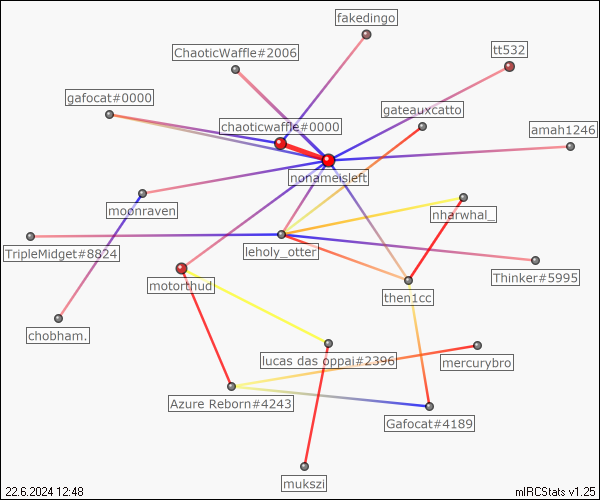 fakedingo
ChaoticWaffle#2006
tt532
gafocat#0000
gateauxcatto
chaoticwaffle#0000
amah1246
nonameisleft
moonraven
nharwhal_
TripleMidget#8824
leholy_otter
Thinker#5995
motorthud
then1cc
chobham.
lucas das oppai#2396
mercurybro
Azure Reborn#4243
Gafocat#4189
mukszi
22.6.2024 12:48
mIRCStats v1.25